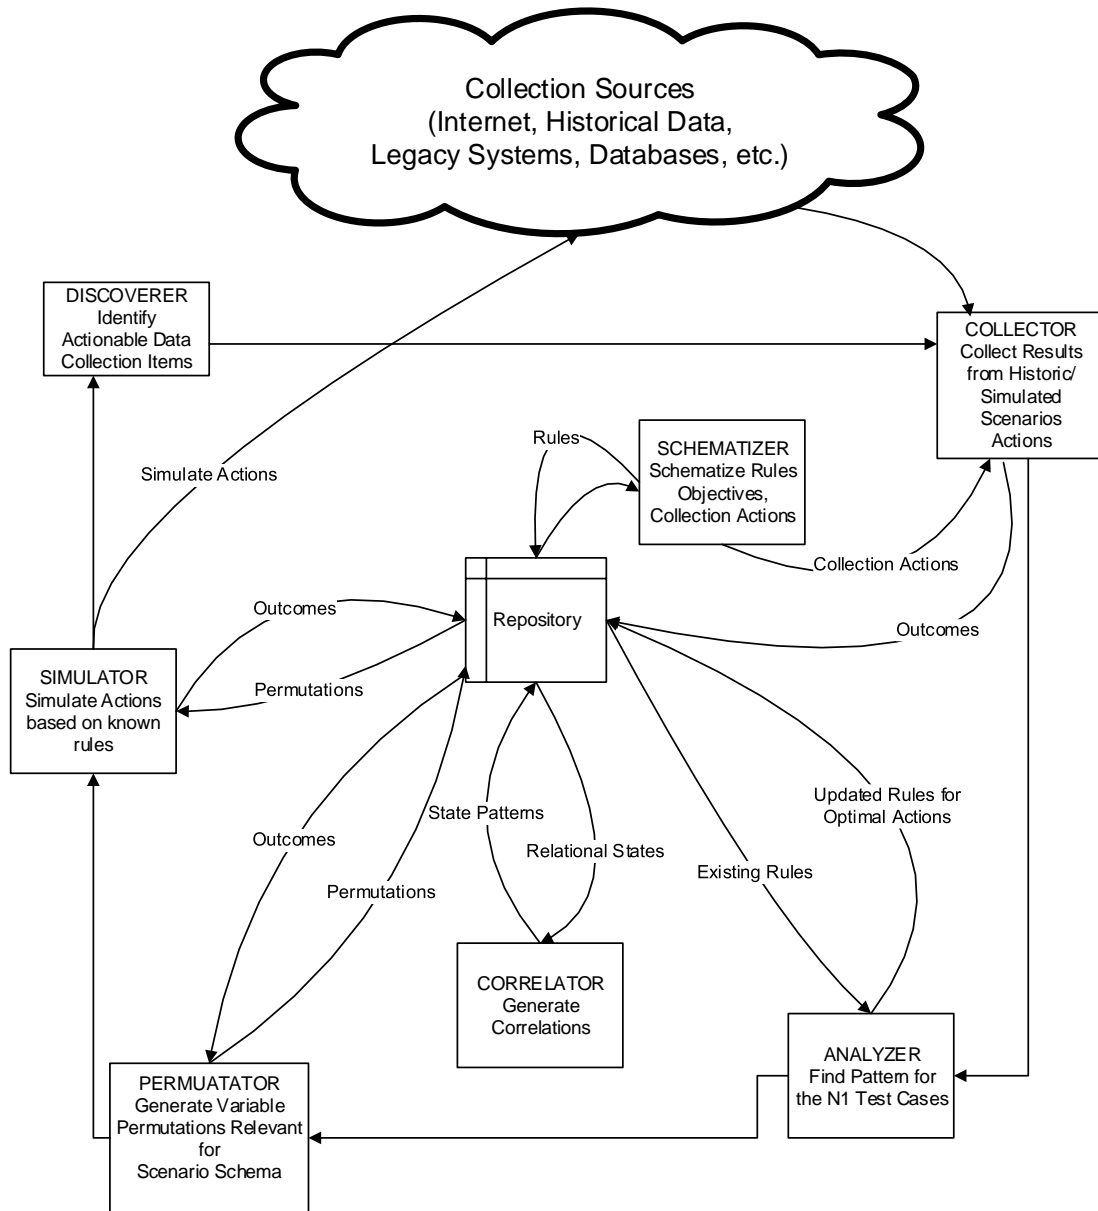 Collection Sources
(Internet, Historical Data,
Legacy Systems, Databases, etc.)
DISCOVERER
Identify
Actionable Data
Collection Items
COLLECTOR
Collect Results
from Historic/
Simulated
Scenarios
Actions
Simulate Actions
Rules
SCHEMATIZER
Schematize Rules
Objectives,
Collection Actions
Collection Actions
Outcomes
Repository
Outcomes
SIMULATOR
Simulate Actions
based on known
rules
Permutations
State Patterns
Updated Rules for
Optimal Actions
Outcomes
Relational States
Existing Rules
Permutations
CORRELATOR
Generate
Correlations
ANALYZER
Find Pattern for
the N1 Test Cases
PERMUATATOR
Generate Variable
Permutations Relevant
for
Scenario Schema